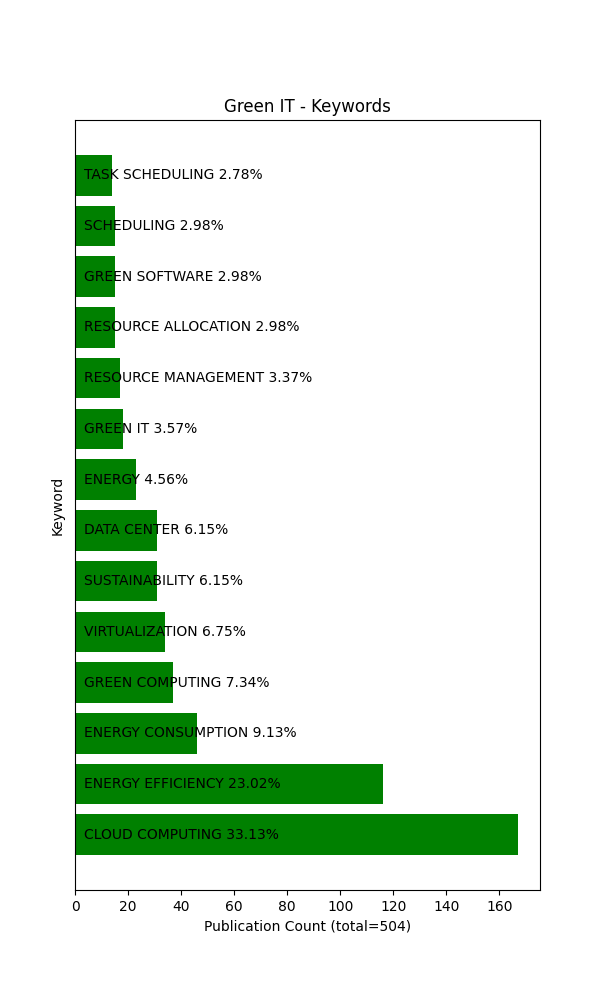 Green IT - Keywords
TASK SCHEDULING 2.78%
SCHEDULING 2.98%
GREEN SOFTWARE 2.98%
RESOURCE ALLOCATION 2.98%
RESOURCE MANAGEMENT 3.37%
GREEN IT 3.57%
ENERGY 4.56%
DATA CENTER 6.15%
SUSTAINABILITY 6.15%
VIRTUALIZATION 6.75%
GREEN COMPUTING 7.34%
ENERGY CONSUMPTION 9.13%
ENERGY EFFICIENCY 23.02%
CLOUD COMPUTING 33.13%
Keyword
0 20 40 60 80 100 120 140 160
Publication Count (total=504)